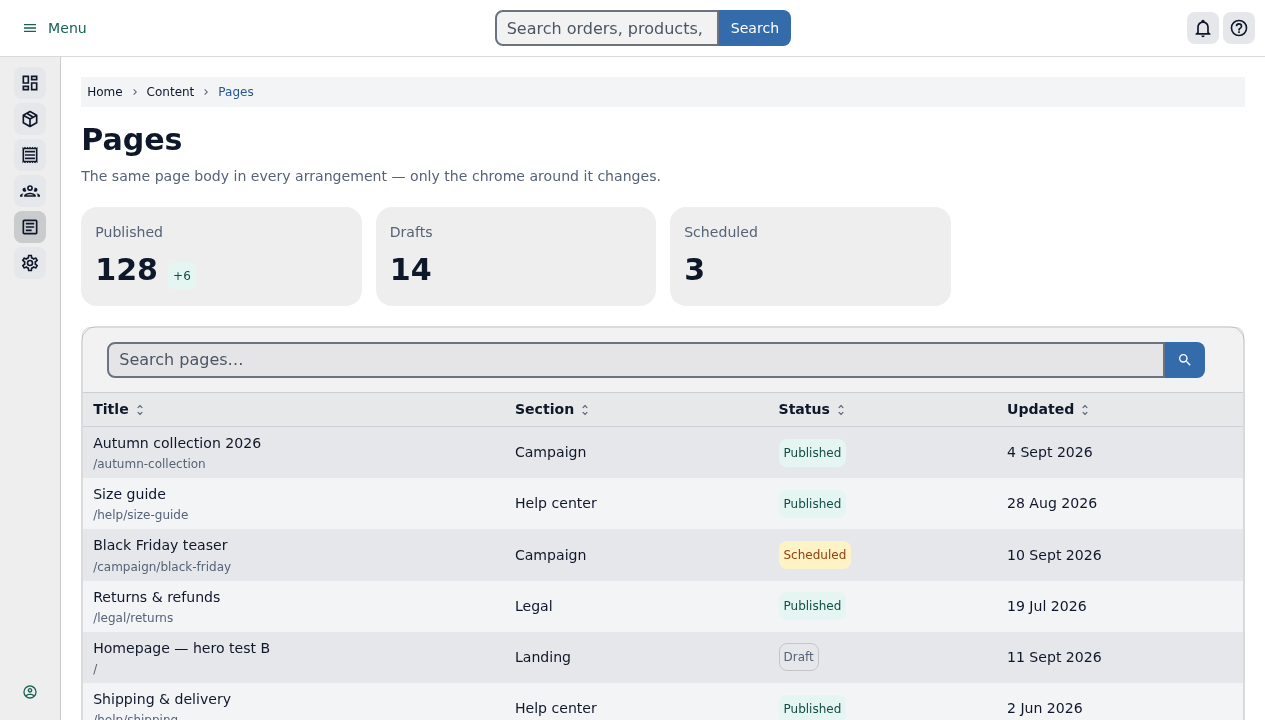 Menu
Search orders, products,
Search
Home › Content › Pages
Pages
The same page body in every arrangement — only the chrome around it changes.
Published
128 +6
Drafts
14
Scheduled
3
Search pages…
Title Section Status Updated
Autumn collection 2026
/autumn-collection
Campaign Published 4 Sept 2026
Size guide
/help/size-guide
Help center Published 28 Aug 2026
Black Friday teaser
/campaign/black-friday
Campaign Scheduled 10 Sept 2026
Returns & refunds
/legal/returns
Legal Published 19 Jul 2026
Homepage — hero test B
/
Landing Draft 11 Sept 2026
Shipping & delivery
/help/shipping
Help center Published 2 Jun 2026